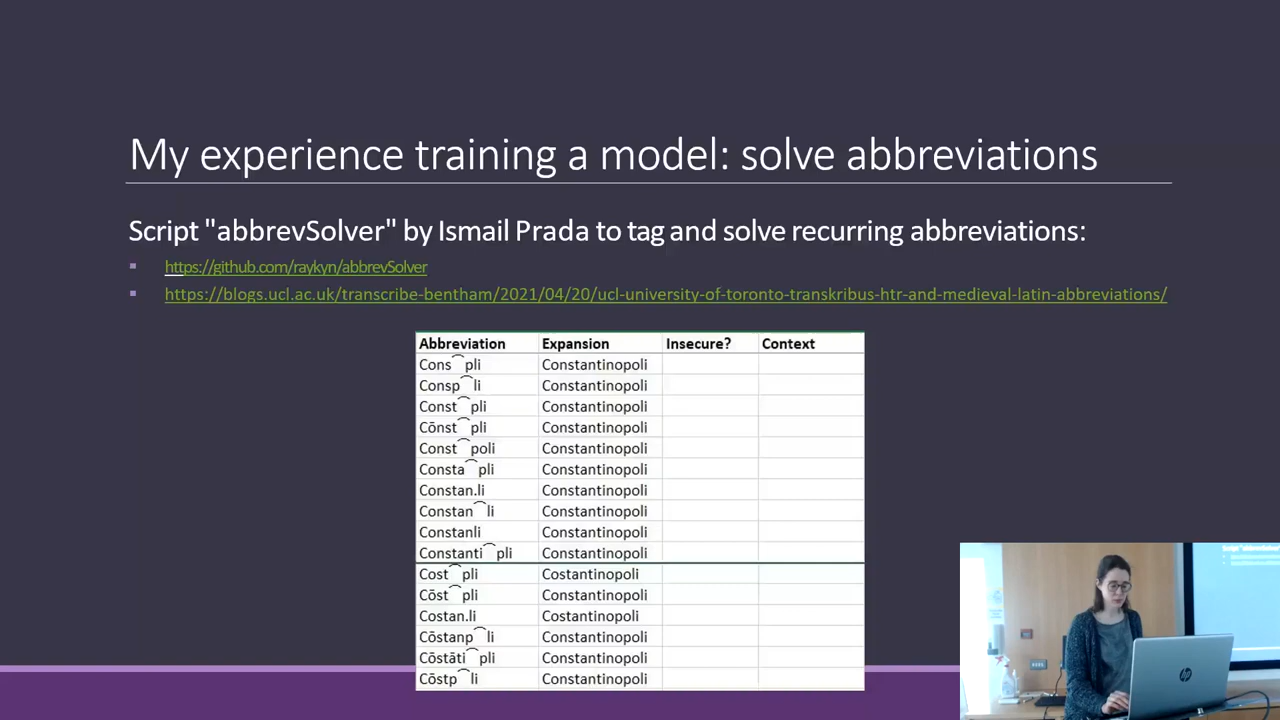 My experience training a model: solve abbreviations
Script "abbrevSolver" by Ismail Prada to tag and solve recurring abbreviations:
https://github.com/raykyn/abbrevSolver
https://blogs.ucl.ac.uk/transcribe-bentham/2021/04/20/ucl-university-of-toronto-transkribus-htr-and-medieval-latin-abbreviations/
Abbreviation Expansion Insecure? Context
Cons⁀pli Constantinopoli
Consp⁀li Constantinopoli
Const⁀pli Constantinopoli
Cōnst⁀pli Constantinopoli
Const⁀poli Constantinopoli
Consta⁀pli Constantinopoli
Constan.li Constantinopoli
Constan⁀li Constantinopoli
Constanli Constantinopoli
Constanti⁀pli Constantinopoli
Cost⁀pli Costantinopoli
Cōst⁀pli Constantinopoli
Costan.li Costantinopoli
Cōstanp⁀li Constantinopoli
Cōstāti⁀pli Constantinopoli
Cōstp⁀li Constantinopoli
hp